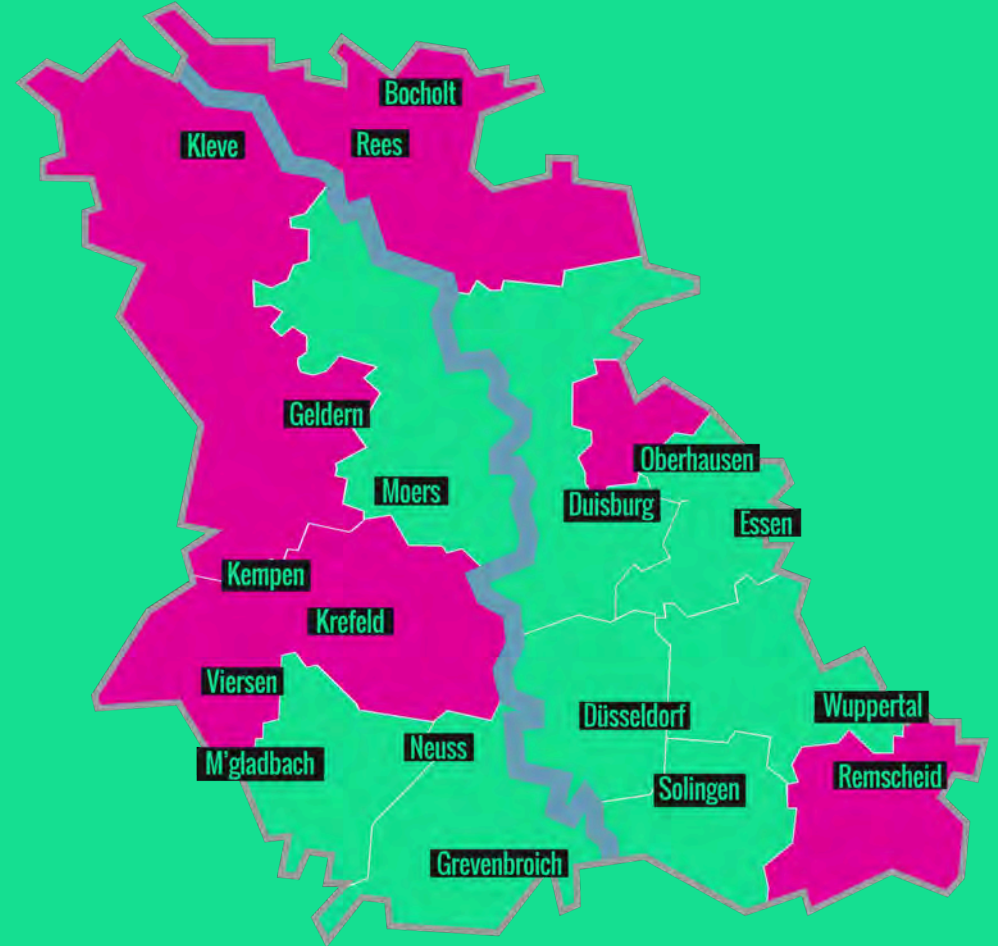 Bocholt
Kleve
Rees
Geldern
Oberhausen
Moers
Duisburg
Essen
Kempen
Krefeld
Viersen
Wuppertal
Düsseldorf
Neuss
M'gladbach
Remscheid
Solingen
Grevenbroich